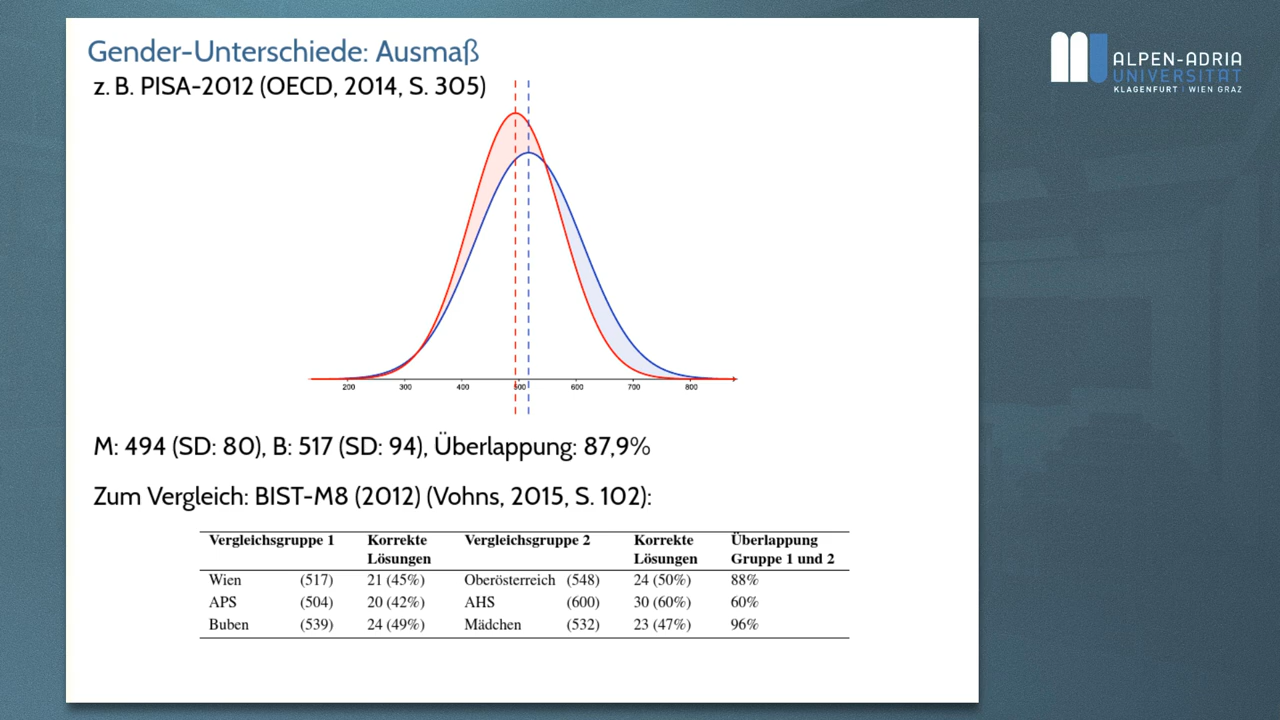 Gender-Unterschiede: Ausmaß
z. B. PISA-2012 (OECD, 2014, S. 305)
200 300 400 500 600 700 800
M: 494 (SD: 80), B: 517 (SD: 94), Überlappung: 87,9%
Zum Vergleich: BIST-M8 (2012) (Vohns, 2015, S. 102):
Vergleichsgruppe 1 Korrekte Lösungen Vergleichsgruppe 2 Korrekte Lösungen Überlappung Gruppe 1 und 2
Wien (517) 21 (45%) Oberösterreich (548) 24 (50%) 88%
APS (504) 20 (42%) AHS (600) 30 (60%) 60%
Buben (539) 24 (49%) Mädchen (532) 23 (47%) 96%
ALPEN-ADRIA
UNIVERSITÄT
KLAGENFURT | WIEN GRAZ